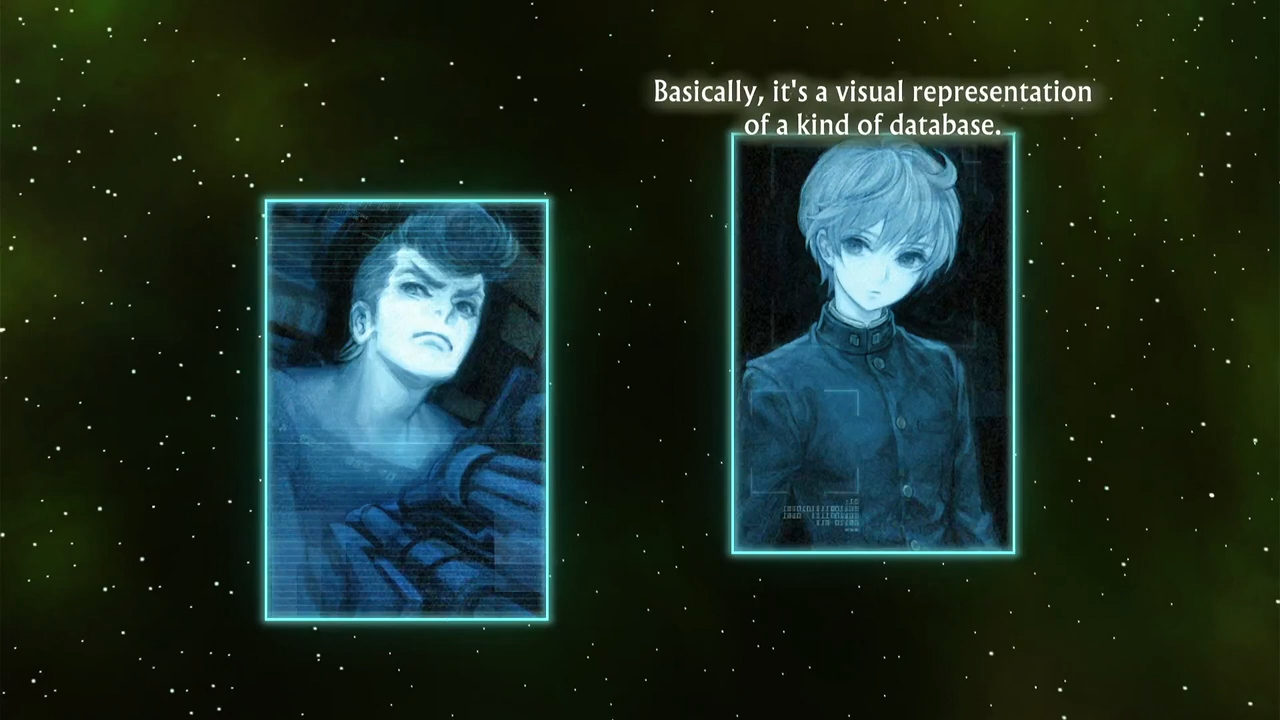 Basically, it's a visual representation
of a kind of database.